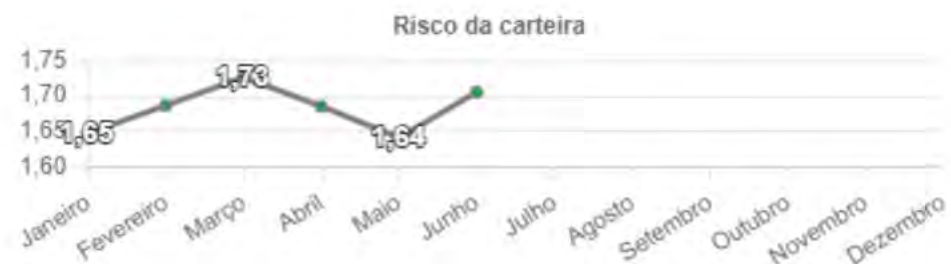 Risco da carteira
1,75
1,73
1,70
1,65
1,65
1,64
1,60
Janeiro
Fevereiro
Março
Abril
Maio
Junho
Julho
Agosto
Setembro
Outubro
Novembro
Dezembro